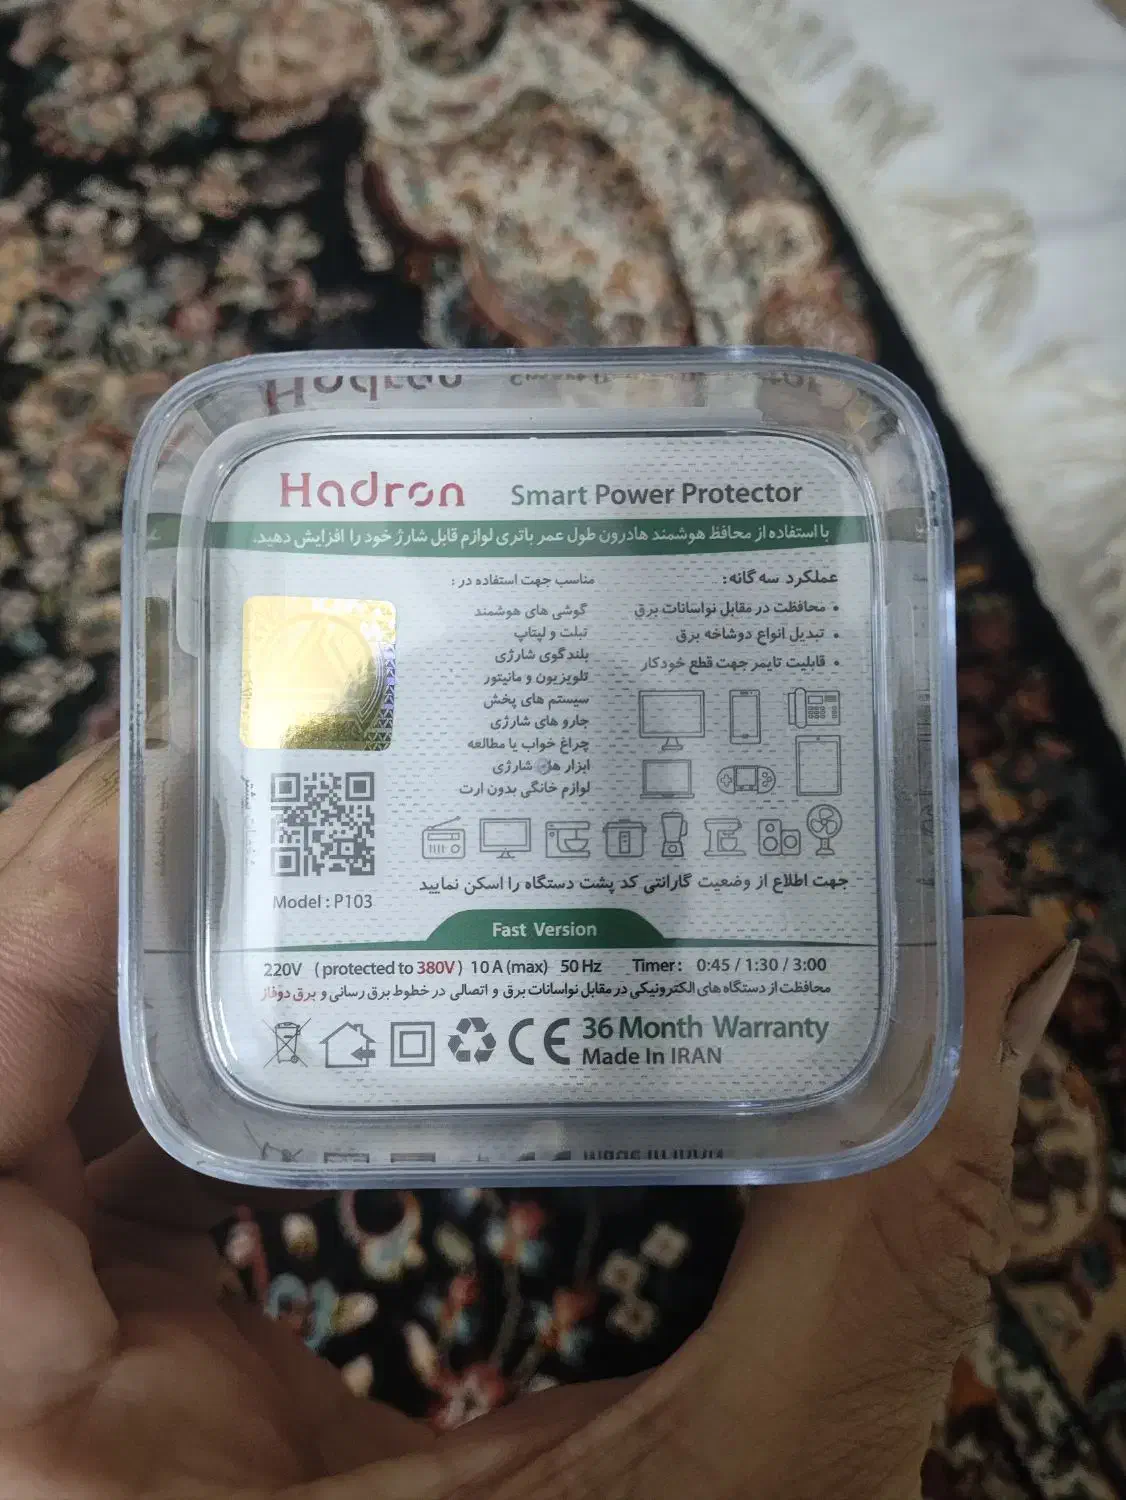 Hadron Smart Power Protector
با استفاده از محافظ هوشمند هادرون طول عمر باتری لوازم قابل شارژ خود را افزایش دهید.
عملکرد سه گانه:
• محافظت در مقابل نواسانات برق
• تبدیل انواع دوشاخه برق
• قابلیت تایمر جهت قطع خودکار
مناسب جهت استفاده در :
گوشی های هوشمند
تبلت و لپتاپ
بلندگوی شارژی
تلویزیون و مانیتور
سیستم های پخش
جارو های شارژی
چراغ خواب یا مطالعه
ابزار های شارژی
لوازم خانگی بدون ارت
جهت اطلاع از وضعیت گارانتی کد پشت دستگاه را اسکن نمایید
Model : P103
Fast Version
220V ( protected to 380V ) 10 A (max) 50 Hz Timer : 0:45 / 1:30 / 3:00
محافظت از دستگاه های الکترونیکی در مقابل نواسانات برق و اتصالی در خطوط برق رسانی و برق دوفاز
CE 36 Month Warranty
Made In IRAN